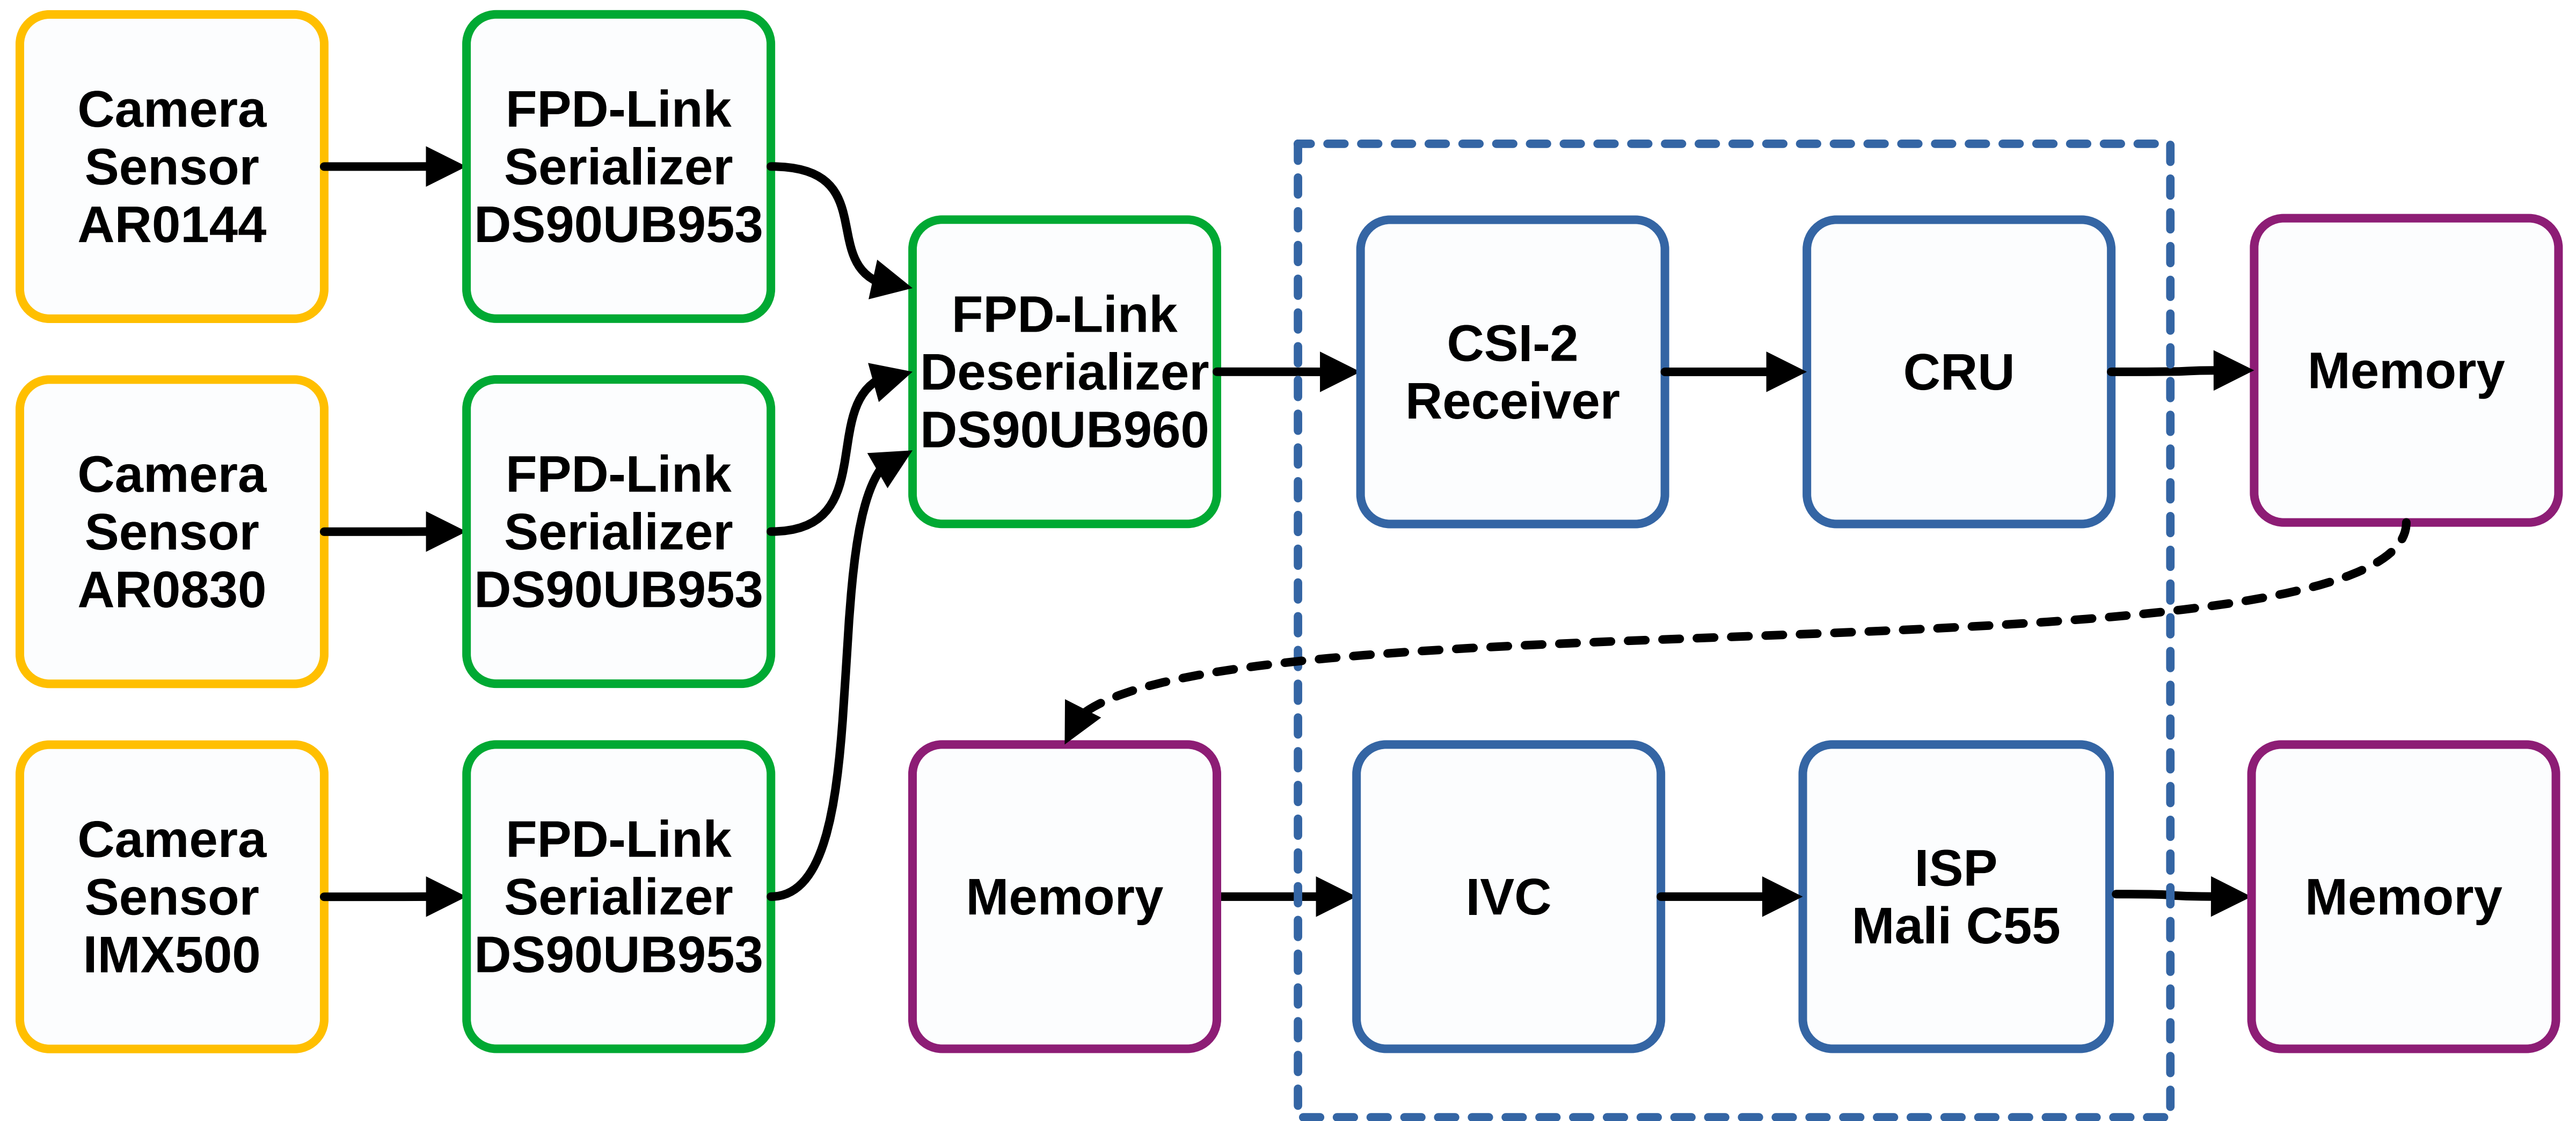 Camera
Sensor
AR0144
FPD-Link
Serializer
DS90UB953
Camera
Sensor
AR0830
FPD-Link
Serializer
DS90UB953
Camera
Sensor
IMX500
FPD-Link
Serializer
DS90UB953
FPD-Link
Deserializer
DS90UB960
CSI-2
Receiver
CRU
Memory
Memory
IVC
ISP
Mali C55
Memory